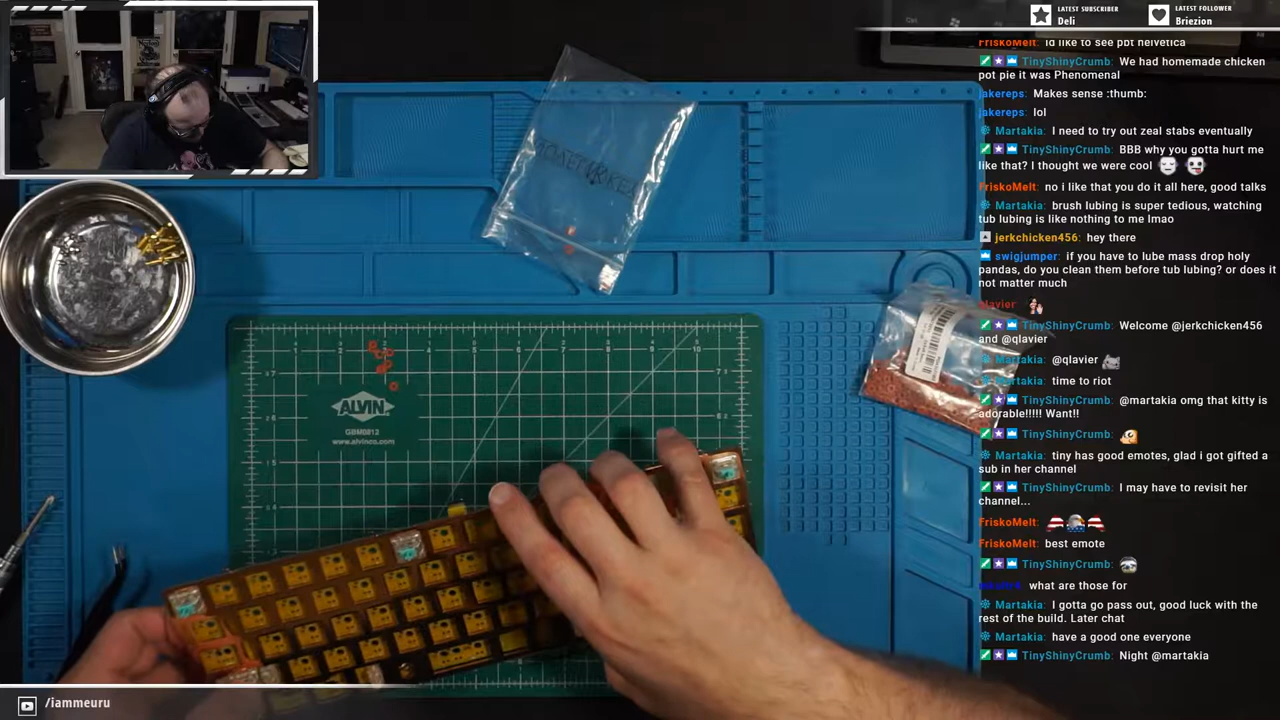 LATEST SUBSCRIBER
Deli
LATEST FOLLOWER
Briezion
FriskoMelt: id like to see pbt helvetica
TinyShinyCrumb: We had homemade chicken
pot pie it was Phenomenal
jakereps: Makes sense :thumb:
jakereps: lol
Martakia: I need to try out zeal stabs eventually
TinyShinyCrumb: BBB why you gotta hurt me
like that? I thought we were cool
FriskoMelt: no i like that you do it all here, good talks
Martakia: brush lubing is super tedious, watching
tub lubing is like nothing to me lmao
jerkchicken456: hey there
swigjumper: if you have to lube mass drop holy
pandas, do you clean them before tub lubing? or does it
not matter much
qlavier:
TinyShinyCrumb: Welcome @jerkchicken456
and @qlavier
Martakia: @qlavier
Martakia: time to riot
TinyShinyCrumb: @martakia omg that kitty is
adorable!!!!! Want!!
TinyShinyCrumb:
Martakia: tiny has good emotes, glad i got gifted a
sub in her channel
TinyShinyCrumb: I may have to revisit her
channel...
FriskoMelt:
FriskoMelt: best emote
TinyShinyCrumb:
what are those for
Martakia: I gotta go pass out, good luck with the
rest of the build. Later chat
Martakia: have a good one everyone
TinyShinyCrumb: Night @martakia
ALVIN
GBM0812
www.alvinco.com
/iammeuru